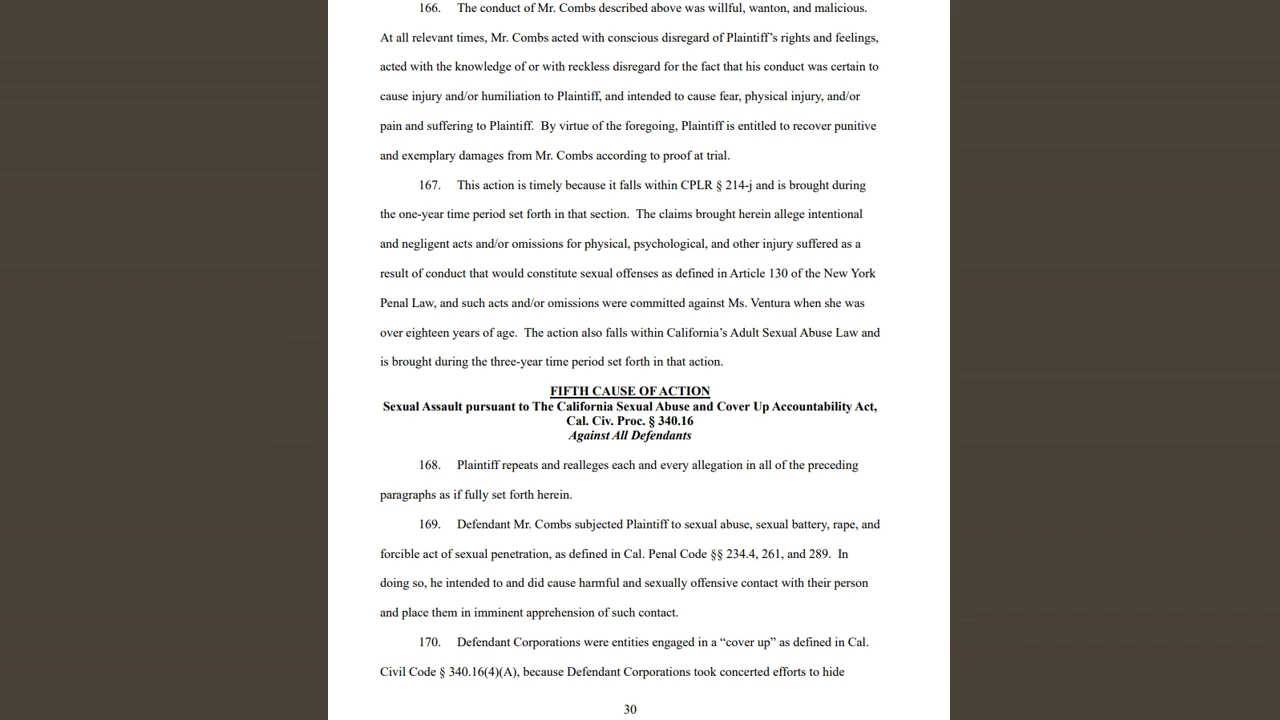 166. The conduct of Mr. Combs described above was willful, wanton, and malicious.
At all relevant times, Mr. Combs acted with conscious disregard of Plaintiff’s rights and feelings,
acted with the knowledge of or with reckless disregard for the fact that his conduct was certain to
cause injury and/or humiliation to Plaintiff, and intended to cause fear, physical injury, and/or
pain and suffering to Plaintiff. By virtue of the foregoing, Plaintiff is entitled to recover punitive
and exemplary damages from Mr. Combs according to proof at trial.
167. This action is timely because it falls within CPLR § 214-j and is brought during
the one-year time period set forth in that section. The claims brought herein allege intentional
and negligent acts and/or omissions for physical, psychological, and other injury suffered as a
result of conduct that would constitute sexual offenses as defined in Article 130 of the New York
Penal Law, and such acts and/or omissions were committed against Ms. Ventura when she was
over eighteen years of age. The action also falls within California’s Adult Sexual Abuse Law and
is brought during the three-year time period set forth in that action.
FIFTH CAUSE OF ACTION
Sexual Assault pursuant to The California Sexual Abuse and Cover Up Accountability Act,
Cal. Civ. Proc. § 340.16
Against All Defendants
168. Plaintiff repeats and realleges each and every allegation in all of the preceding
paragraphs as if fully set forth herein.
169. Defendant Mr. Combs subjected Plaintiff to sexual abuse, sexual battery, rape, and
forcible act of sexual penetration, as defined in Cal. Penal Code §§ 234.4, 261, and 289. In
doing so, he intended to and did cause harmful and sexually offensive contact with their person
and place them in imminent apprehension of such contact.
170. Defendant Corporations were entities engaged in a “cover up” as defined in Cal.
Civil Code § 340.16(4)(A), because Defendant Corporations took concerted efforts to hide
30